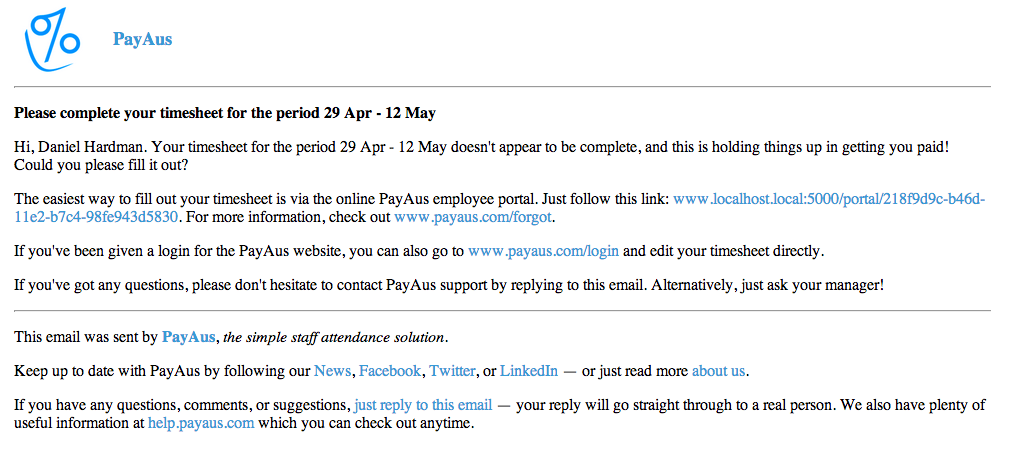 PayAus
Please complete your timesheet for the period 29 Apr - 12 May
Hi, Daniel Hardman. Your timesheet for the period 29 Apr - 12 May doesn't appear to be complete, and this is holding things up in getting you paid!
Could you please fill it out?
The easiest way to fill out your timesheet is via the online PayAus employee portal. Just follow this link: www.localhost.local:5000/portal/218f9d9c-b46d-
11e2-b7c4-98fe943d5830. For more information, check out www.payaus.com/forgot.
If you've been given a login for the PayAus website, you can also go to www.payaus.com/login and edit your timesheet directly.
If you've got any questions, please don't hesitate to contact PayAus support by replying to this email. Alternatively, just ask your manager!
This email was sent by PayAus, the simple staff attendance solution.
Keep up to date with PayAus by following our News, Facebook, Twitter, or LinkedIn — or just read more about us.
If you have any questions, comments, or suggestions, just reply to this email — your reply will go straight through to a real person. We also have plenty of
useful information at help.payaus.com which you can check out anytime.